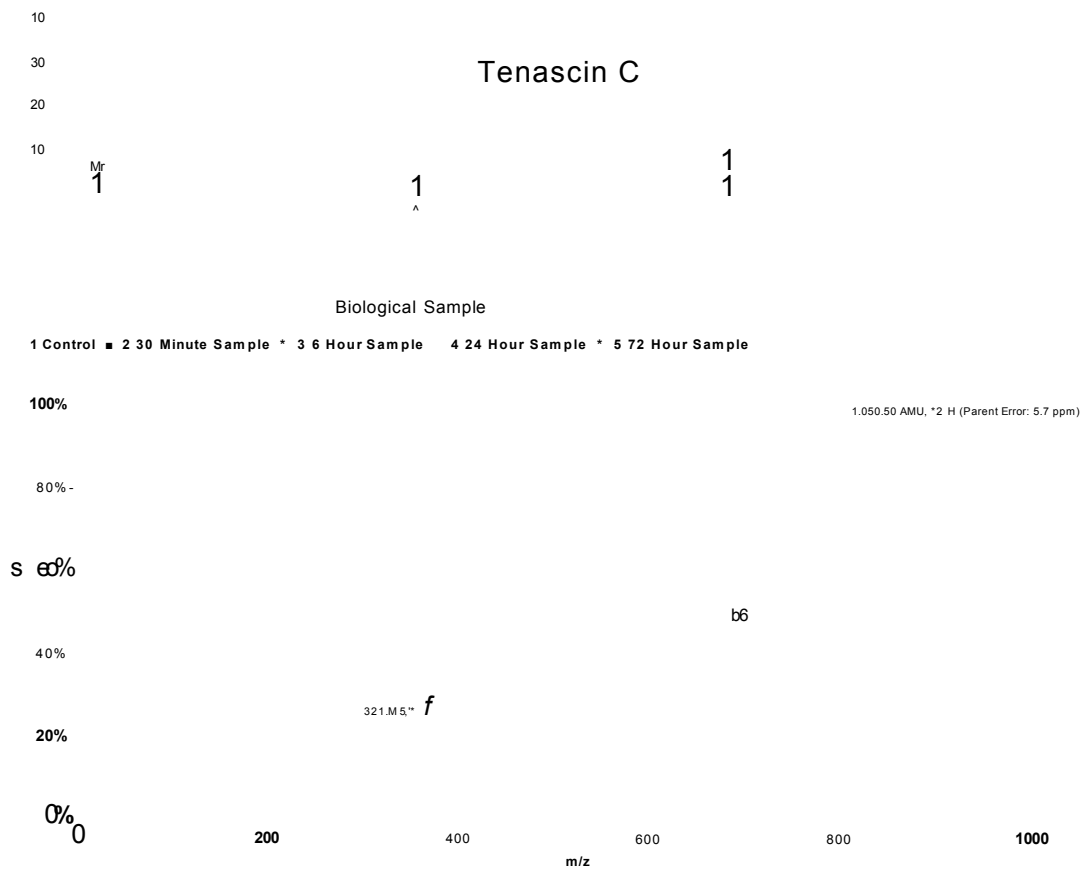 10
30
Tenascin C
20
10
Mr
1
1
^
1
1
Biological Sample
1 Control ■ 2 30 Minute Sample * 3 6 Hour Sample 4 24 Hour Sample * 5 72 Hour Sample
100%
1.050.50 AMU, *2 H (Parent Error: 5.7 ppm)
80%-
b6
40%
f
20%
0%
0
200
400
600
800
1000
m/z